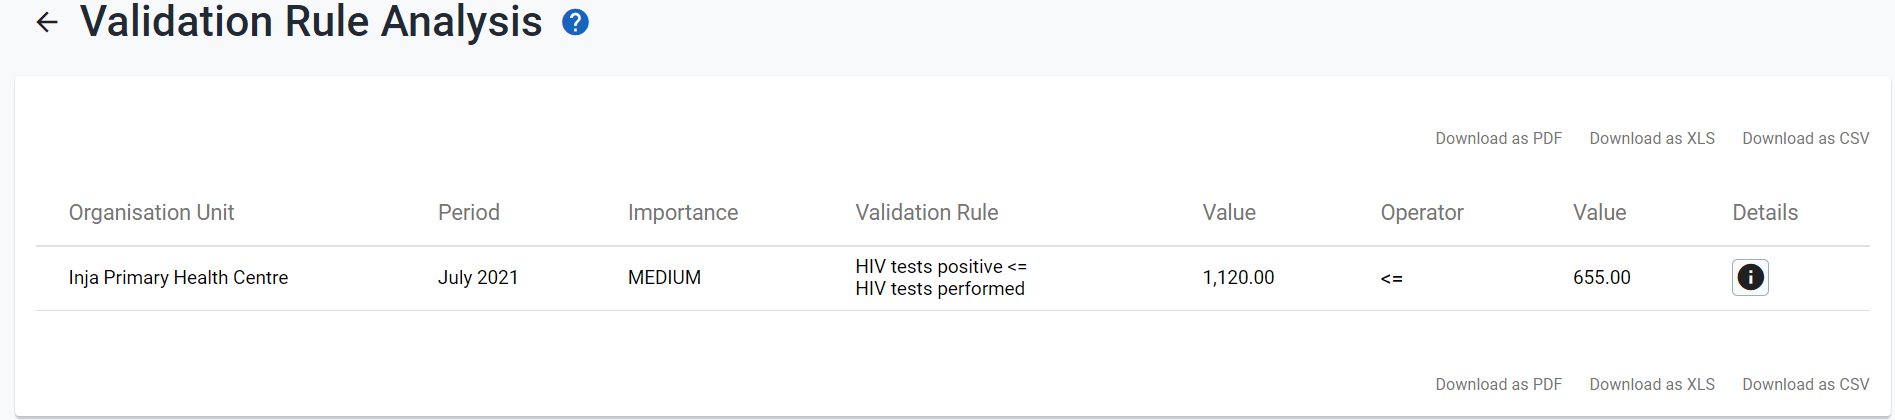 Validation Rule Analysis
Download as PDF Download as XLS Download as CSV
Organisation Unit Period Importance Validation Rule Value Operator Value Details
Inja Primary Health Centre July 2021 MEDIUM HIV tests positive <= 1,120.00 <= 655.00
HIV tests performed
Download as PDF Download as XLS Download as CSV